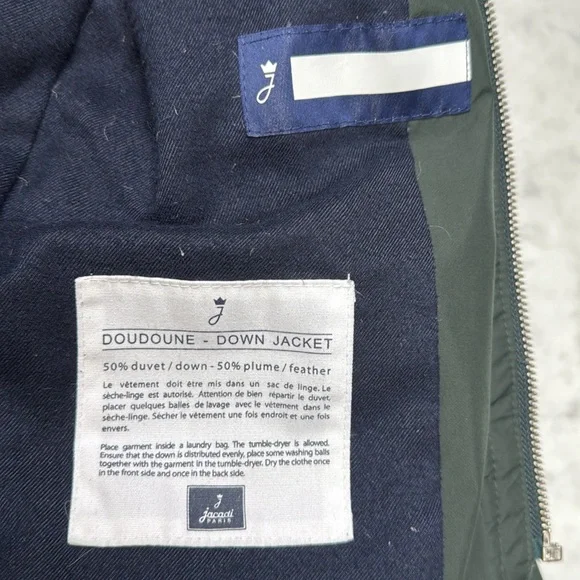 J
J
DOUDOUNE - DOWN JACKET
50% duvet / down - 50% plume / feather
Le vêtement doit être mis dans un sac de linge. Le
sèche-linge est autorisé. Attention de bien répartir le duvet,
placer quelques balles de lavage avec le vêtement dans le
sèche-linge. Sécher le vêtement une fois endroit et une fois
envers.
Place garment inside a laundry bag. The tumble-dryer is allowed.
Ensure that the down is distributed evenly, place some washing balls
together with the garment in the tumble-dryer. Dry the clothe once
in the front side and once in the back side.
J
jacadi
PARIS